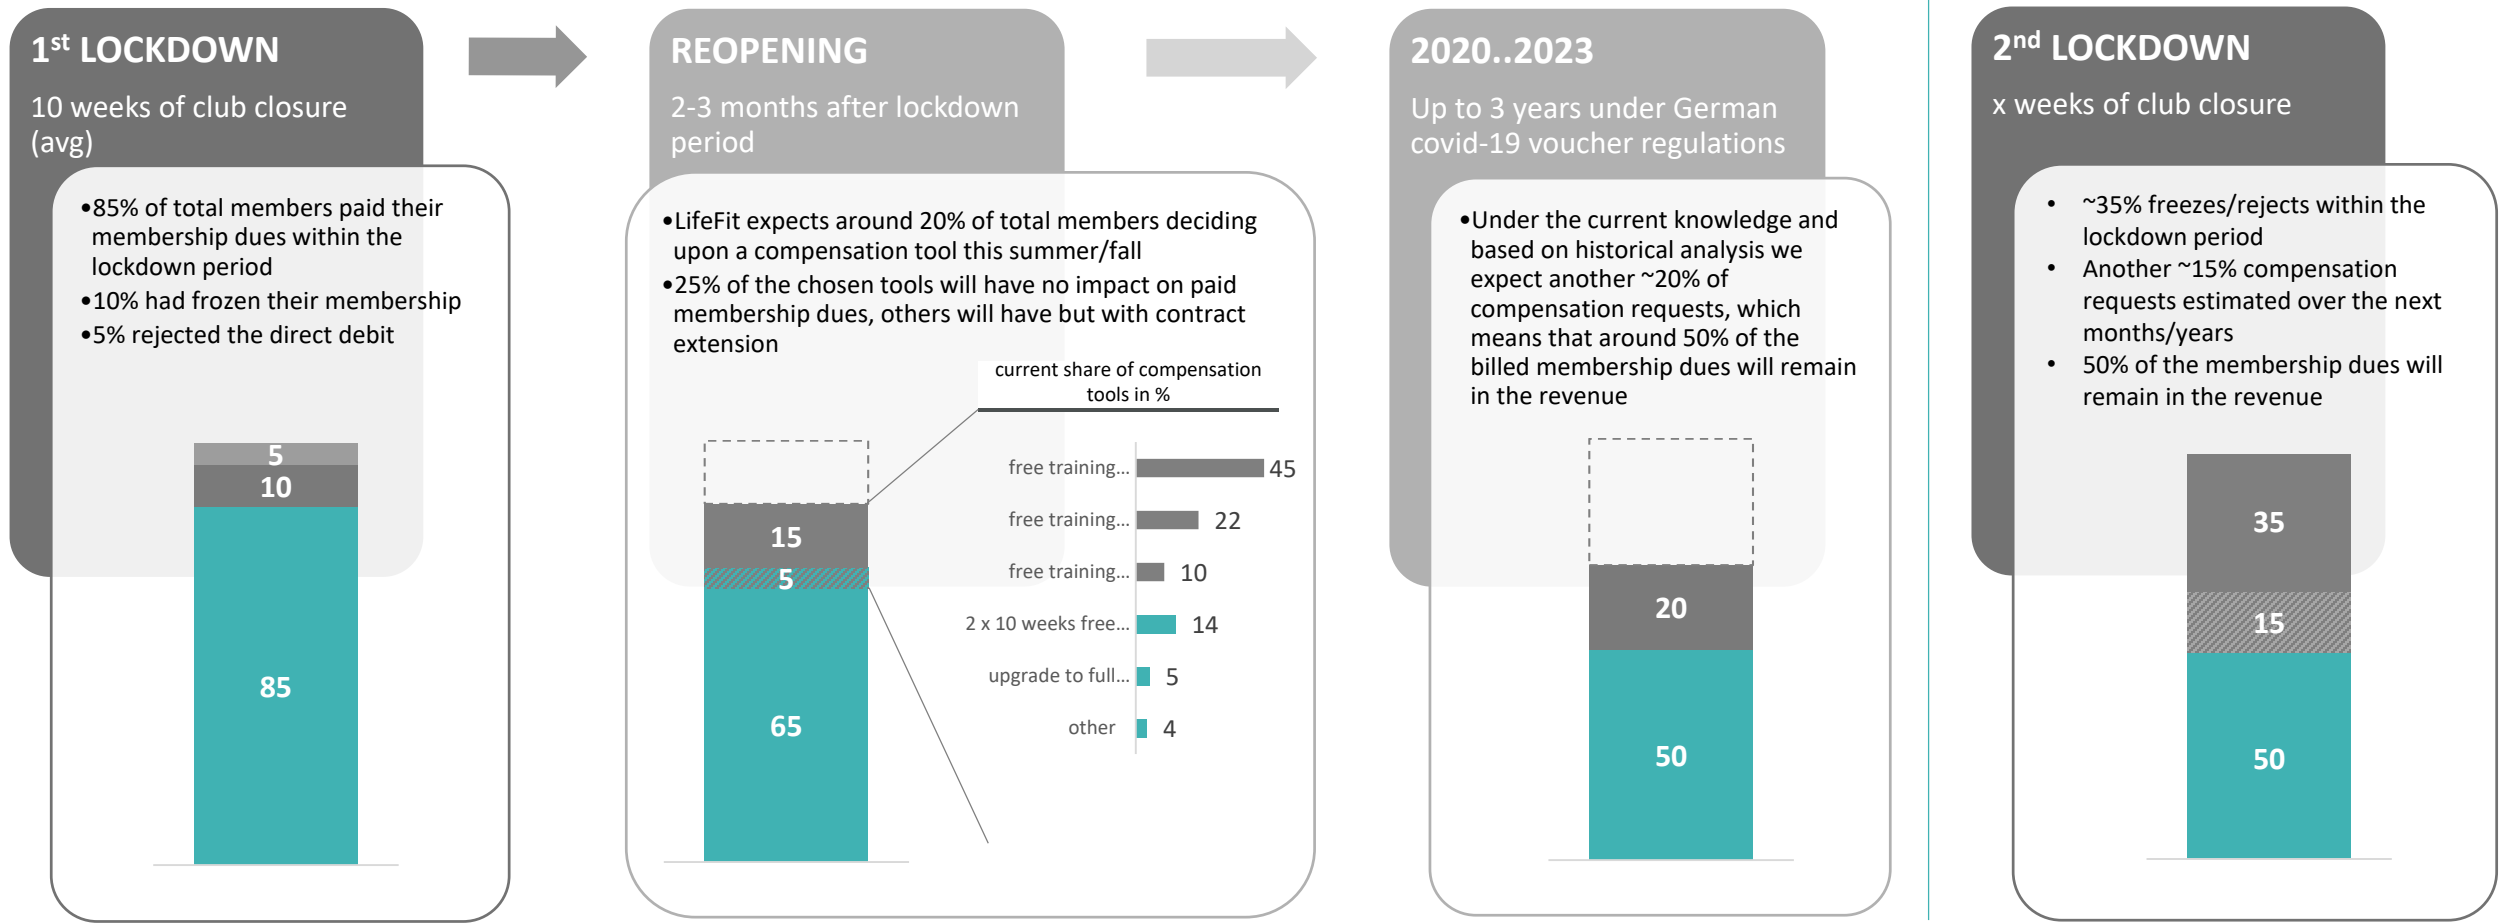 1st LOCKDOWN
10 weeks of club closure
(avg)
•85% of total members paid their
membership dues within the
lockdown period
•10% had frozen their membership
•5% rejected the direct debit
5
10
85
REOPENING
2-3 months after lockdown
period
•LifeFit expects around 20% of total members deciding
upon a compensation tool this summer/fall
•25% of the chosen tools will have no impact on paid
membership dues, others will have but with contract
extension
current share of compensation
tools in %
15
5
65
free training... 45
free training... 22
free training... 10
2 x 10 weeks free... 14
upgrade to full... 5
other 4
2020..2023
Up to 3 years under German
covid-19 voucher regulations
•Under the current knowledge and
based on historical analysis we
expect another ~20% of
compensation requests, which
means that around 50% of the
billed membership dues will remain
in the revenue
20
50
2nd LOCKDOWN
x weeks of club closure
• ~35% freezes/rejects within the
lockdown period
• Another ~15% compensation
requests estimated over the next
months/years
• 50% of the membership dues will
remain in the revenue
35
15
50